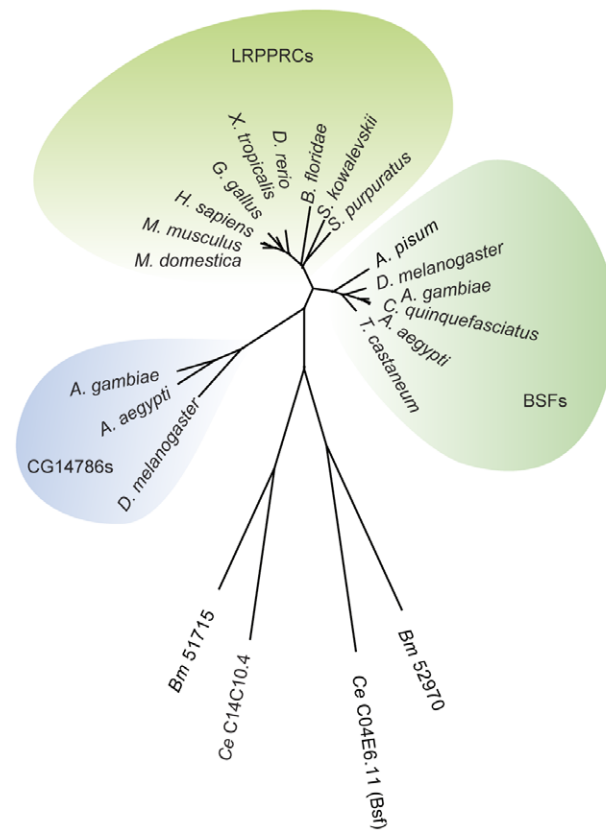 LRPPRCs
X. tropicalis
D. rerio
B. floridae
S. kowalevskii
S. purpuratus
G. gallus
H. sapiens
M. musculus
M. domestica
A. pisum
D. melanogaster
A. gambiae
C. quinquefasciatus
A. aegypti
T. castaneum
BSFs
A. gambiae
A. aegypti
D. melanogaster
CG14786s
Bm 51715
Ce C14C10.4
Ce C04E6.11 (Bsf)
Bm 52970